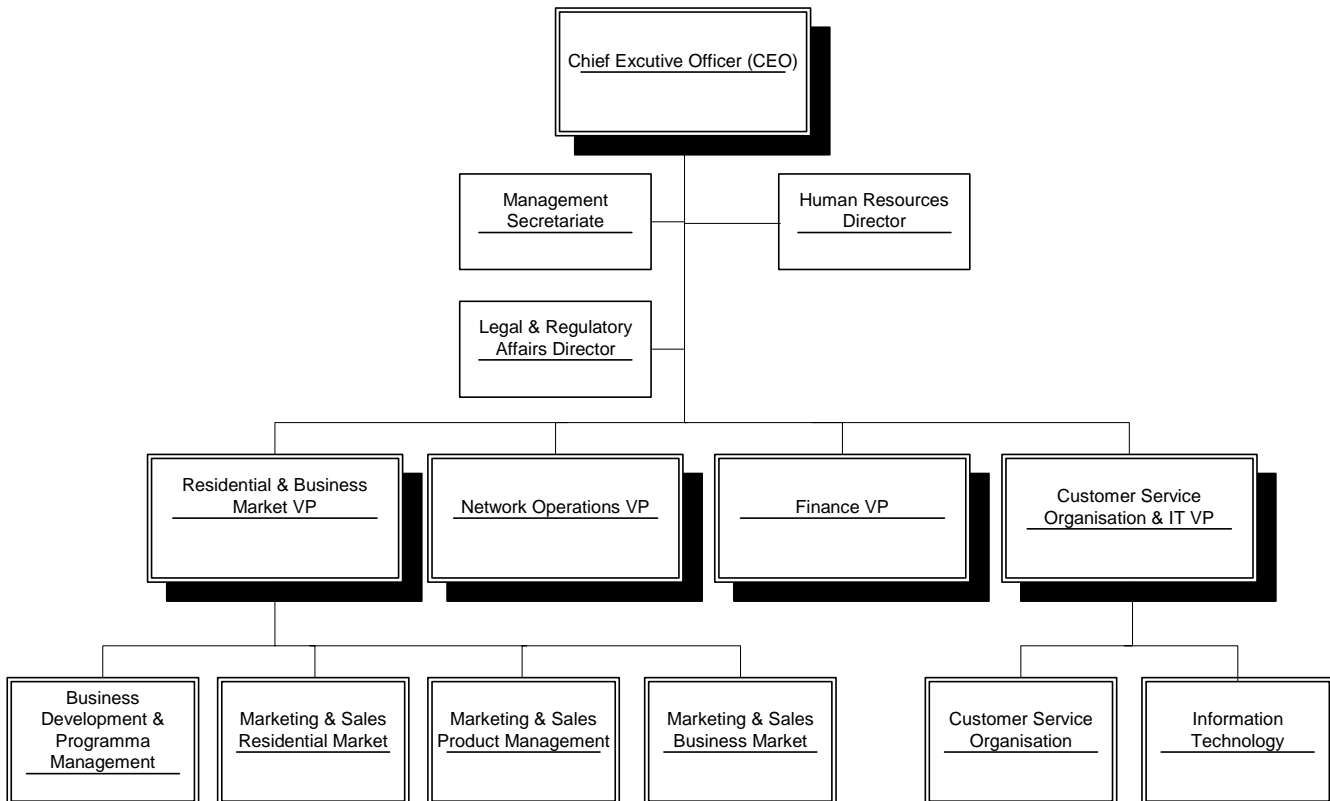 Chief Excutive Officer (CEO)
Management
Secretariate
Human Resources
Director
Legal & Regulatory
Affairs Director
Residential & Business
Market VP
Network Operations VP
Finance VP
Customer Service
Organisation & IT VP
Business
Development &
Programma
Management
Marketing & Sales
Residential Market
Marketing & Sales
Product Management
Marketing & Sales
Business Market
Customer Service
Organisation
Information
Technology